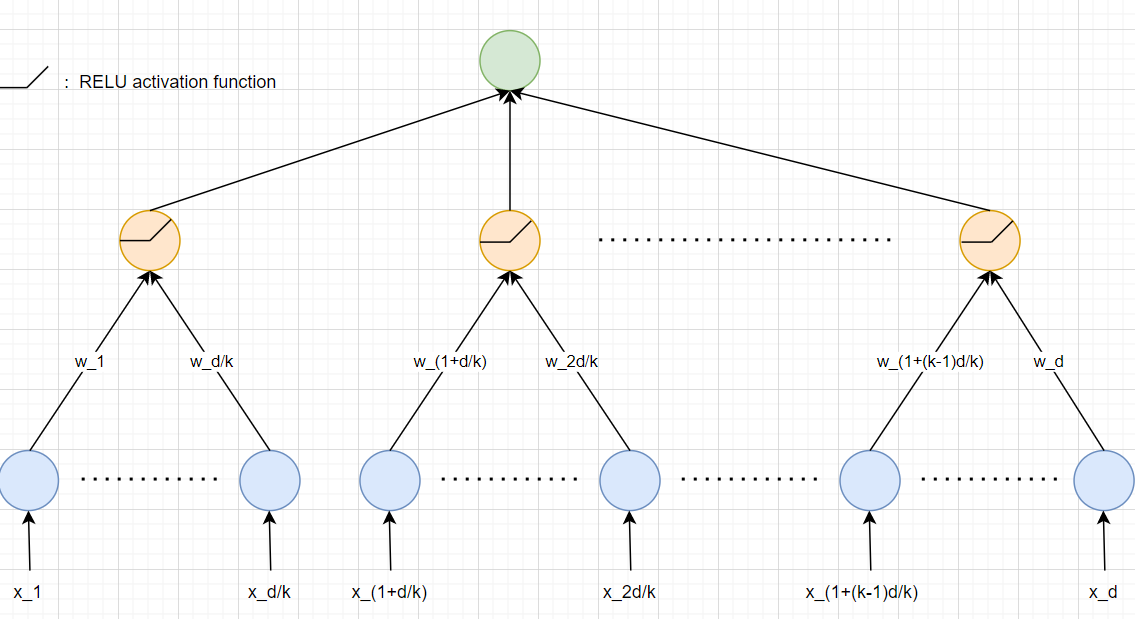 : RELU activation function
w_1
w_d/k
w_(1+d/k)
w_2d/k
w_(1+(k-1)d/k)
w_d
x_1
x_d/k
x_(1+d/k)
x_2d/k
x_(1+(k-1)d/k)
x_d